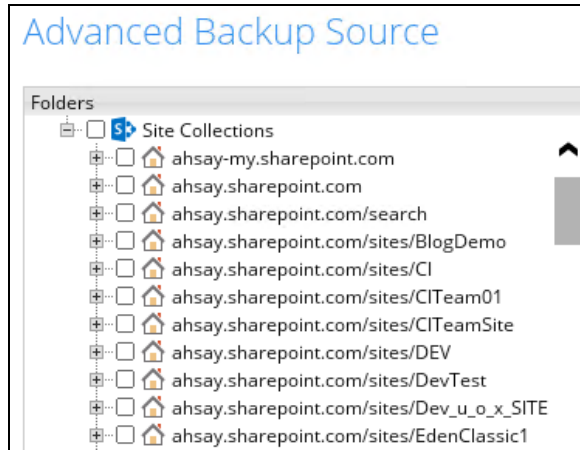 Advanced Backup Source
Folders
Site Collections
ahsay-my.sharepoint.com
ahsay.sharepoint.com
ahsay.sharepoint.com/search
ahsay.sharepoint.com/sites/BlogDemo
ahsay.sharepoint.com/sites/CI
ahsay.sharepoint.com/sites/CITeam01
ahsay.sharepoint.com/sites/CITeamSite
ahsay.sharepoint.com/sites/DEV
ahsay.sharepoint.com/sites/DevTest
ahsay.sharepoint.com/sites/Dev_u_o_x_SITE
ahsay.sharepoint.com/sites/EdenClassic1